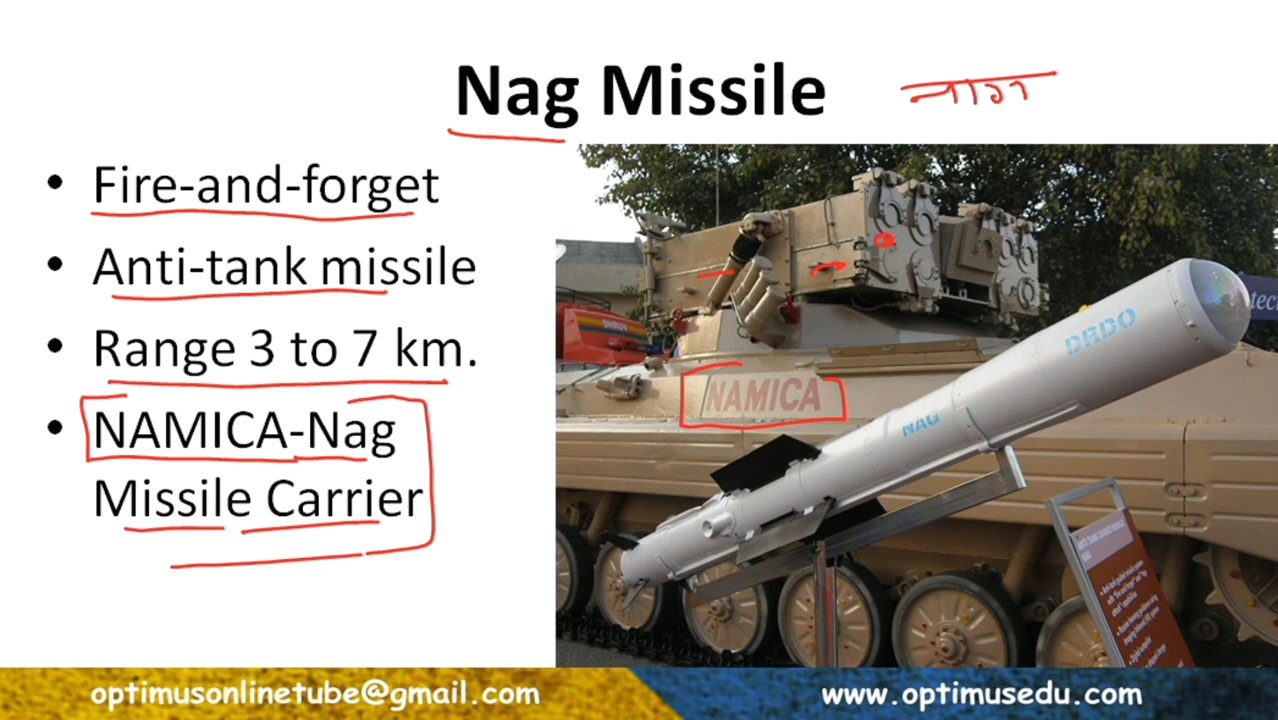 Nag Missile
नाग
• Fire-and-forget
• Anti-tank missile
• Range 3 to 7 km.
• NAMICA-Nag
Missile Carrier
NAMICA
DRDO
NAG
optimusonlinetube@gmail.com
www.optimusedu.com